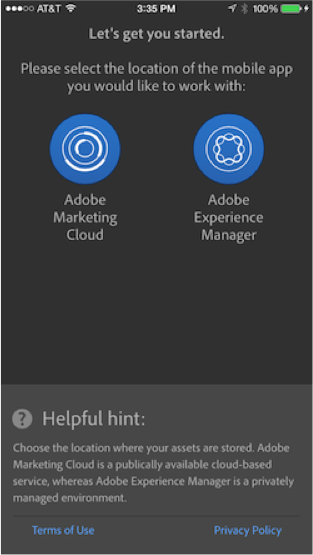 ●●●○○ AT&T 3:35 PM 100%
Let's get you started.
Please select the location of the mobile app
you would like to work with:
Adobe
Marketing
Cloud
Adobe
Experience
Manager
? Helpful hint:
Choose the location where your assets are stored. Adobe
Marketing Cloud is a publically available cloud-based
service, whereas Adobe Experience Manager is a privately
managed environment.
Terms of Use
Privacy Policy